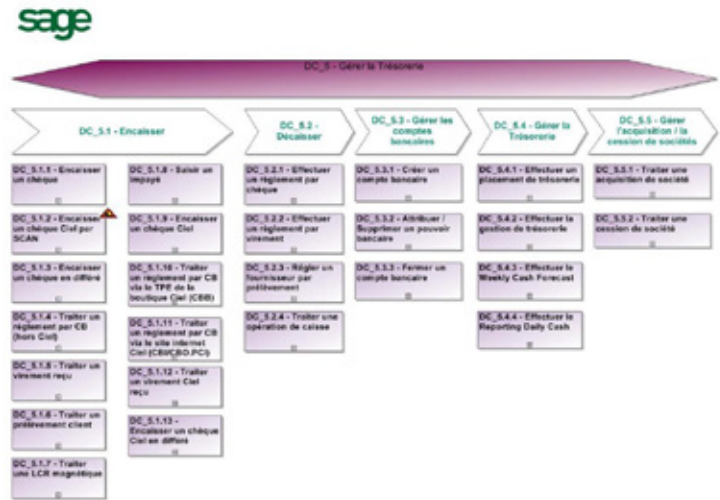 sage
DC_5 - Gérer la Trésorerie
DC_5.1 - Encaisser
DC_5.2 -
Décaisser
DC_5.3 - Gérer les
comptes
bancaires
DC_5.4 - Gérer la
Trésorerie
DC_5.5 - Gérer
l'acquisition / la
cession de sociétés
DC_5.1.1 - Encaisser
un chèque
DC_5.1.2 - Encaisser
un chèque Ciel par
SCAN
DC_5.1.3 - Encaisser
un chèque en différé
DC_5.1.4 - Traiter un
règlement par CB
(hors Ciel)
DC_5.1.5 - Traiter un
virement reçu
DC_5.1.6 - Traiter un
prélèvement client
DC_5.1.7 - Traiter
une LCR magnétique
DC_5.1.8 - Saisir un
impayé
DC_5.1.9 - Encaisser
un chèque Ciel
DC_5.1.10 - Traiter
un règlement par CB
via le TPE de la
boutique Ciel (CBB)
DC_5.1.11 - Traiter
un règlement par CB
via le site internet
Ciel (CBI/CBD.PCI)
DC_5.1.12 - Traiter
un virement Ciel
reçu
DC_5.1.13 -
Encaisser un chèque
Ciel en différé
DC_5.2.1 - Effectuer
un règlement par
chèque
DC_5.2.2 - Effectuer
un règlement par
virement
DC_5.2.3 - Régler un
fournisseur par
prélèvement
DC_5.2.4 - Traiter une
opération de caisse
DC_5.3.1 - Créer un
compte bancaire
DC_5.3.2 - Attribuer /
Supprimer un pouvoir
bancaire
DC_5.3.3 - Fermer un
compte bancaire
DC_5.4.1 - Effectuer un
placement de trésorerie
DC_5.4.2 - Effectuer la
gestion de trésorerie
DC_5.4.3 - Effectuer le
Weekly Cash Forecast
DC_5.4.4 - Effectuer le
Reporting Daily Cash
DC_5.5.1 - Traiter une
acquisition de société
DC_5.5.2 - Traiter une
cession de société